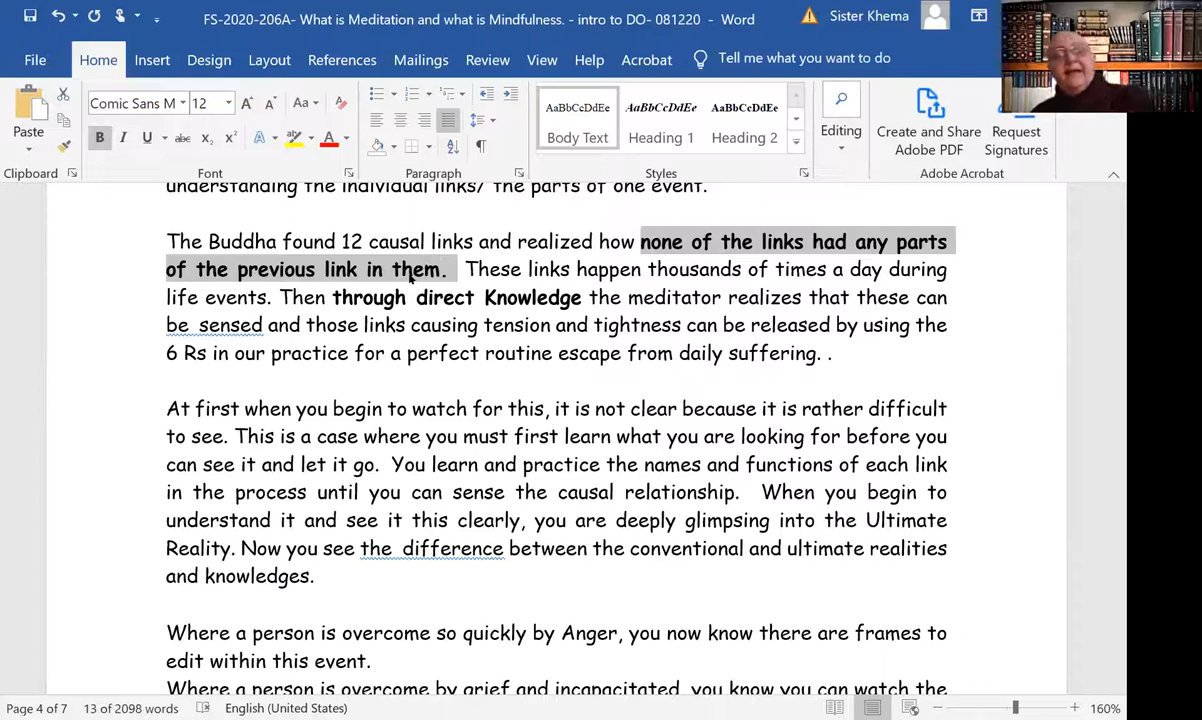 FS-2020-206A- What is Meditation and what is Mindfulness. - intro to DO- 081220 - Word
Sister Khema
File Home Insert Design Layout References Mailings Review View Help Acrobat Tell me what you want to do
Comic Sans M 12 Aa
Paste
B I U abc X2 X2 A ab A
AaBbCcDdEe AaBbCcDdEe AaBbCcDdEe
Body Text Heading 1 Heading 2
Editing
Create and Share
Adobe PDF
Request
Signatures
Clipboard Font Paragraph Styles Adobe Acrobat
understanding the individual links/ the parts of one event.
The Buddha found 12 causal links and realized how none of the links had any parts
of the previous link in them. These links happen thousands of times a day during
life events. Then through direct Knowledge the meditator realizes that these can
be sensed and those links causing tension and tightness can be released by using the
6 Rs in our practice for a perfect routine escape from daily suffering. .
At first when you begin to watch for this, it is not clear because it is rather difficult
to see. This is a case where you must first learn what you are looking for before you
can see it and let it go. You learn and practice the names and functions of each link
in the process until you can sense the causal relationship. When you begin to
understand it and see it this clearly, you are deeply glimpsing into the Ultimate
Reality. Now you see the difference between the conventional and ultimate realities
and knowledges.
Where a person is overcome so quickly by Anger, you now know there are frames to
edit within this event.
Where a person is overcome by grief and incapacitated, you know you can watch the
Page 4 of 7 13 of 2098 words English (United States) 160%